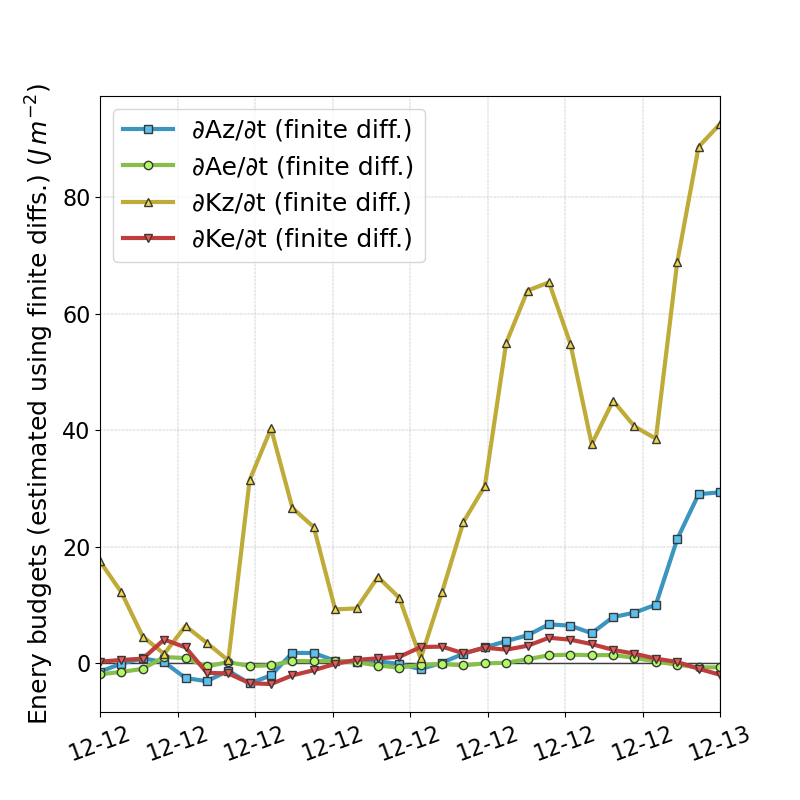 Enery budgets (estimated using finite diffs.) (J m⁻²)
∂Az/∂t (finite diff.)
∂Ae/∂t (finite diff.)
∂Kz/∂t (finite diff.)
∂Ke/∂t (finite diff.)
80
60
40
20
0
12-12 12-12 12-12 12-12 12-12 12-12 12-12 12-12 12-13